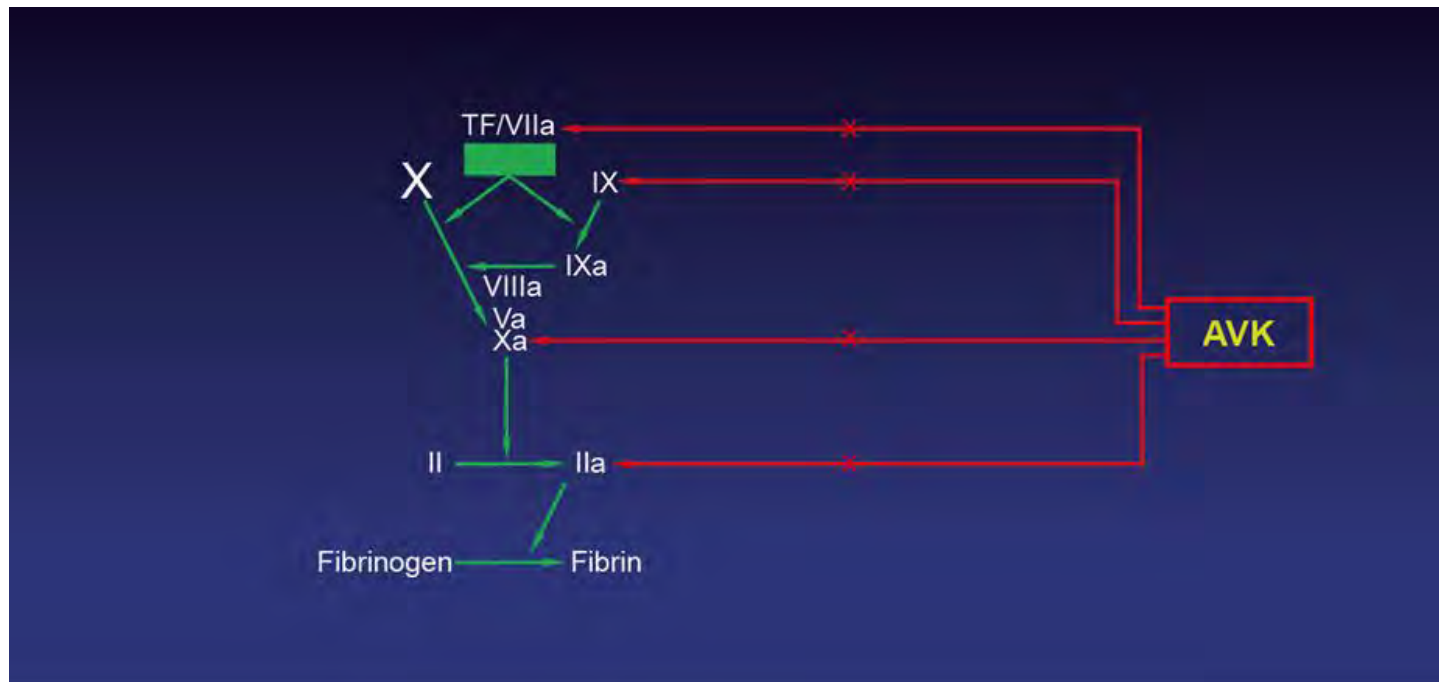 TF/VIIa
X
IX
IXa
VIIIa
Va
Xa
AVK
II
IIa
Fibrinogen
Fibrin